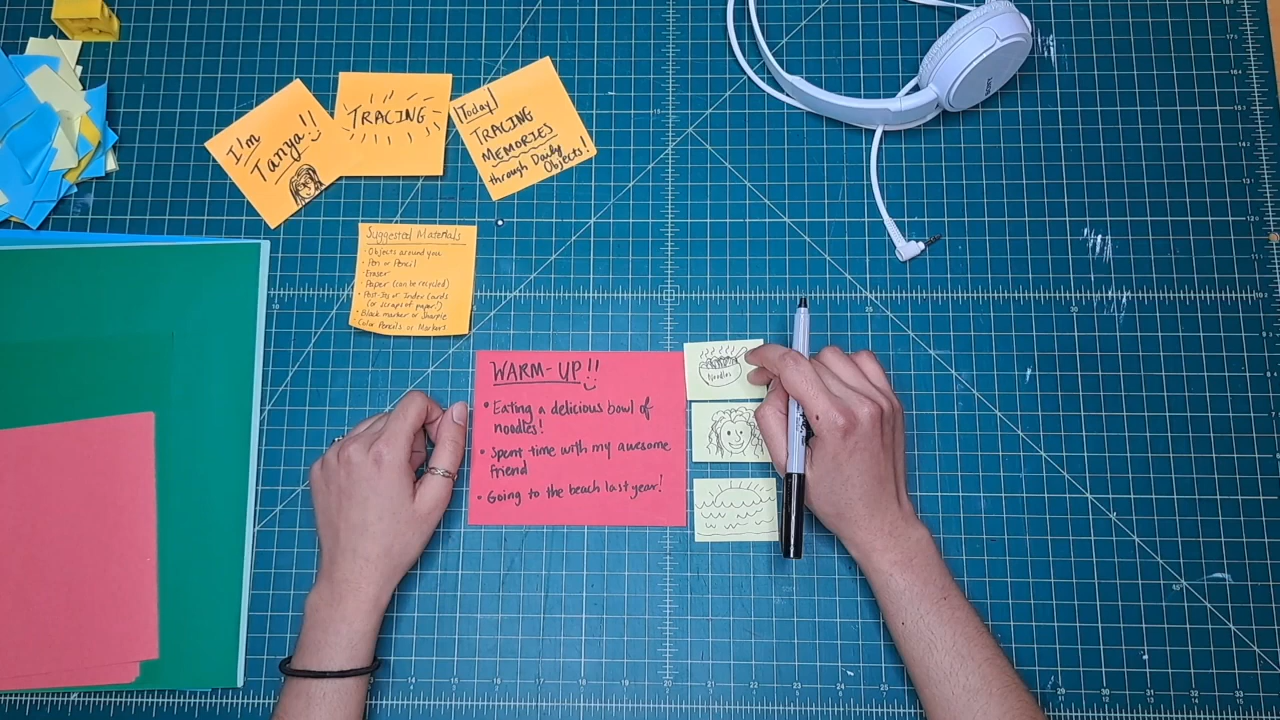 I'm
Tanya!!
TRACING
Today!
TRACING
MEMORIES
through Daily
Objects!
Suggested Materials
· Objects around you
· Pen or Pencil
· Eraser
· Paper (can be recycled)
· Post-Its or Index Cards
(or scraps of paper!)
· Black marker or Sharpie
· Color Pencils or Markers
WARM-UP!!
• Eating a delicious bowl of
noodles!
• Spent time with my awesome
friend
• Going to the beach last year!
Noodles
SONY